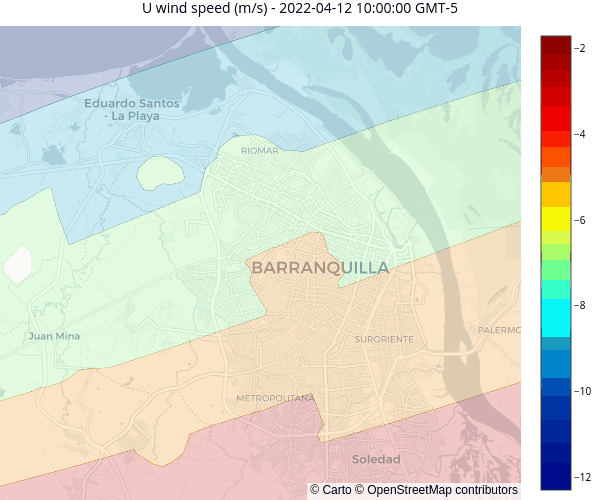 U wind speed (m/s) - 2022-04-12 10:00:00 GMT-5
Eduardo Santos
- La Playa
RIOMAR
BARRANQUILLA
Juan Mina
SURORIENTE
PALERMO
METROPOLITANA
Soledad
© Carto © OpenStreetMap contributors
−2
−4
−6
−8
−10
−12